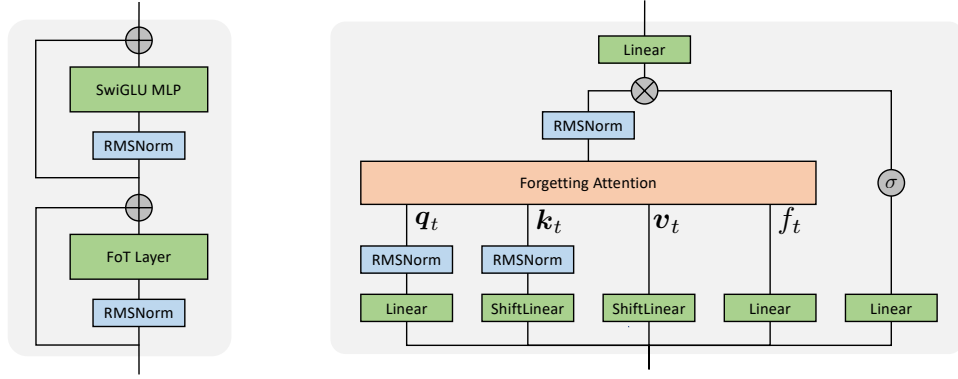 SwiGLU MLP
RMSNorm
FoT Layer
RMSNorm
Linear
RMSNorm
Forgetting Attention
σ
q_t k_t v_t f_t
RMSNorm RMSNorm
Linear ShiftLinear ShiftLinear Linear Linear